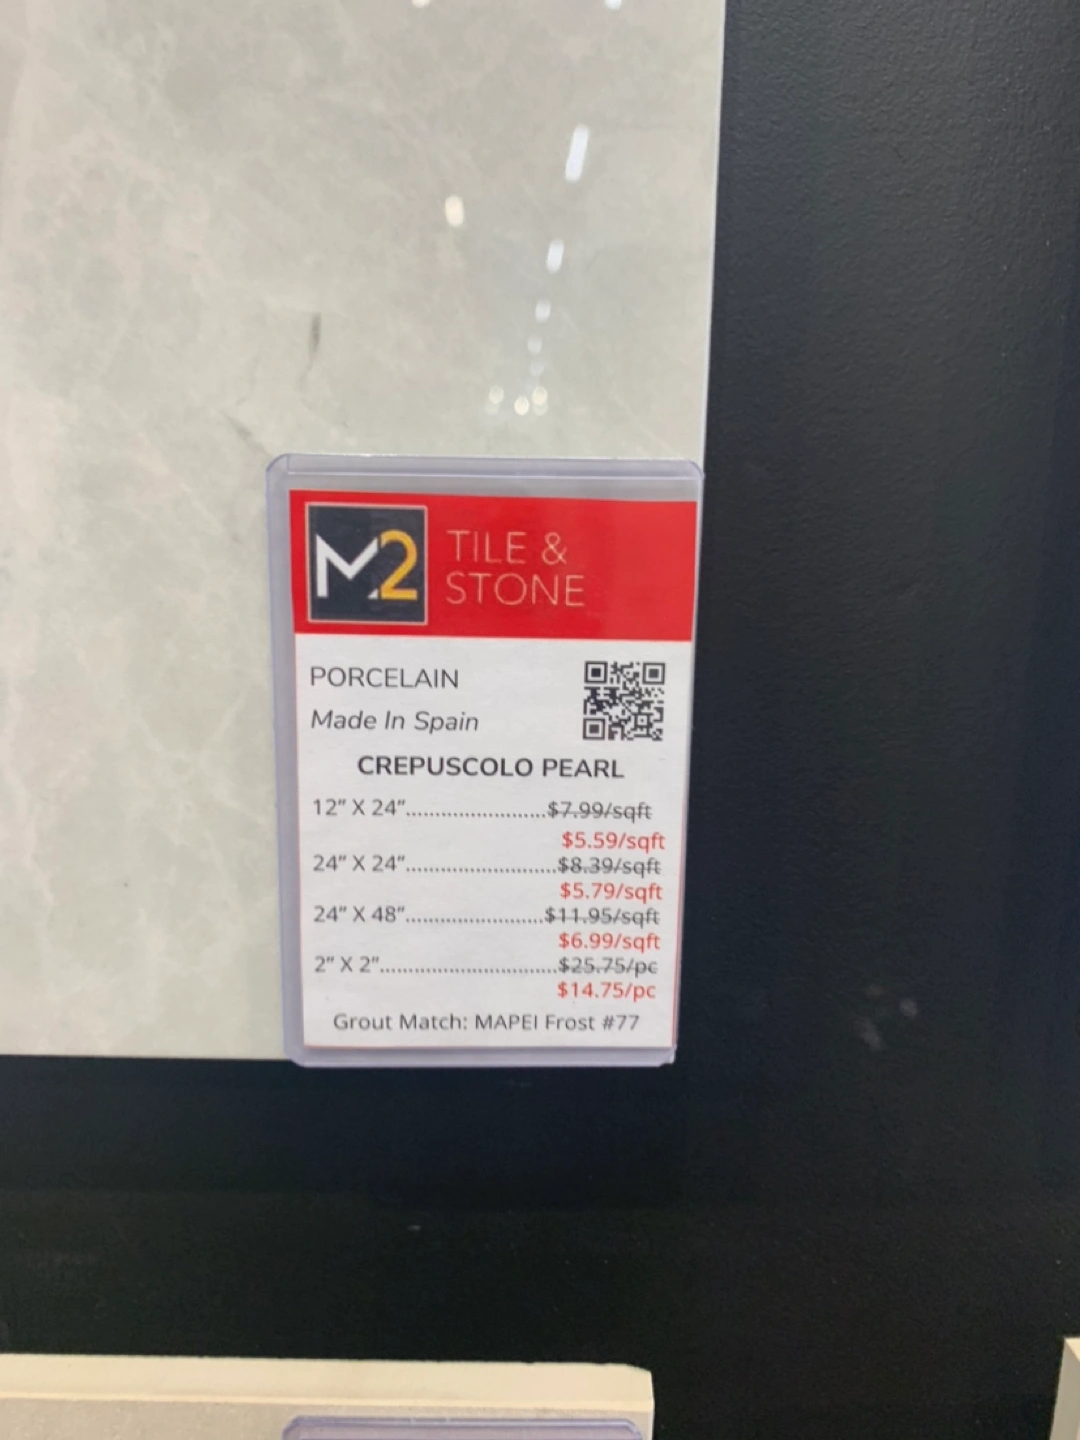 M2 TILE &
STONE
PORCELAIN
Made In Spain
CREPUSCOLO PEARL
12" X 24".......................$7.99/sqft
$5.59/sqft
24" X 24".........................$8.39/sqft
$5.79/sqft
24" X 48".......................$11.95/sqft
$6.99/sqft
2" X 2".............................$25.75/pc
$14.75/pc
Grout Match: MAPEI Frost #77